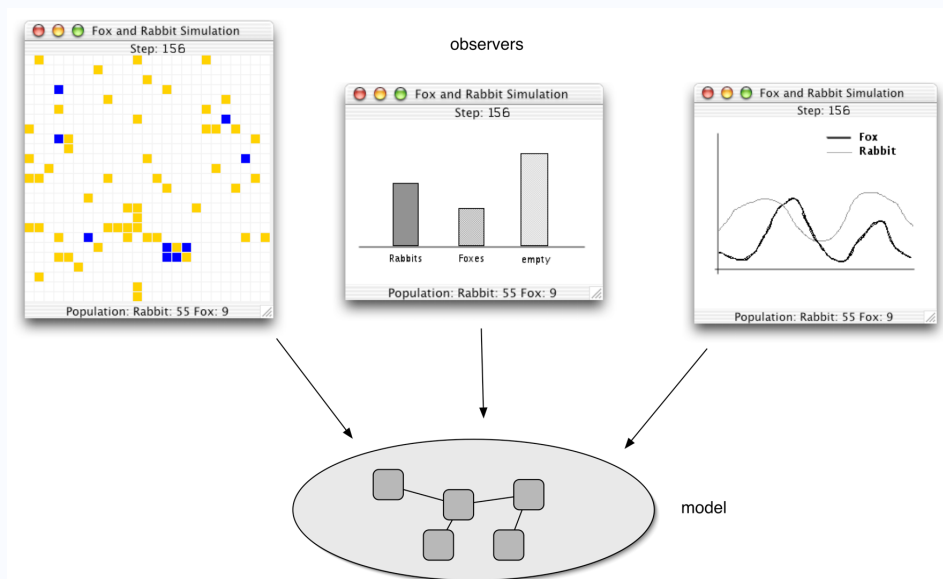 Fox and Rabbit Simulation
Step: 156
Population: Rabbit: 55 Fox: 9
observers
Fox and Rabbit Simulation
Step: 156
Rabbits Foxes empty
Population: Rabbit: 55 Fox: 9
Fox and Rabbit Simulation
Step: 156
Fox
Rabbit
Population: Rabbit: 55 Fox: 9
model